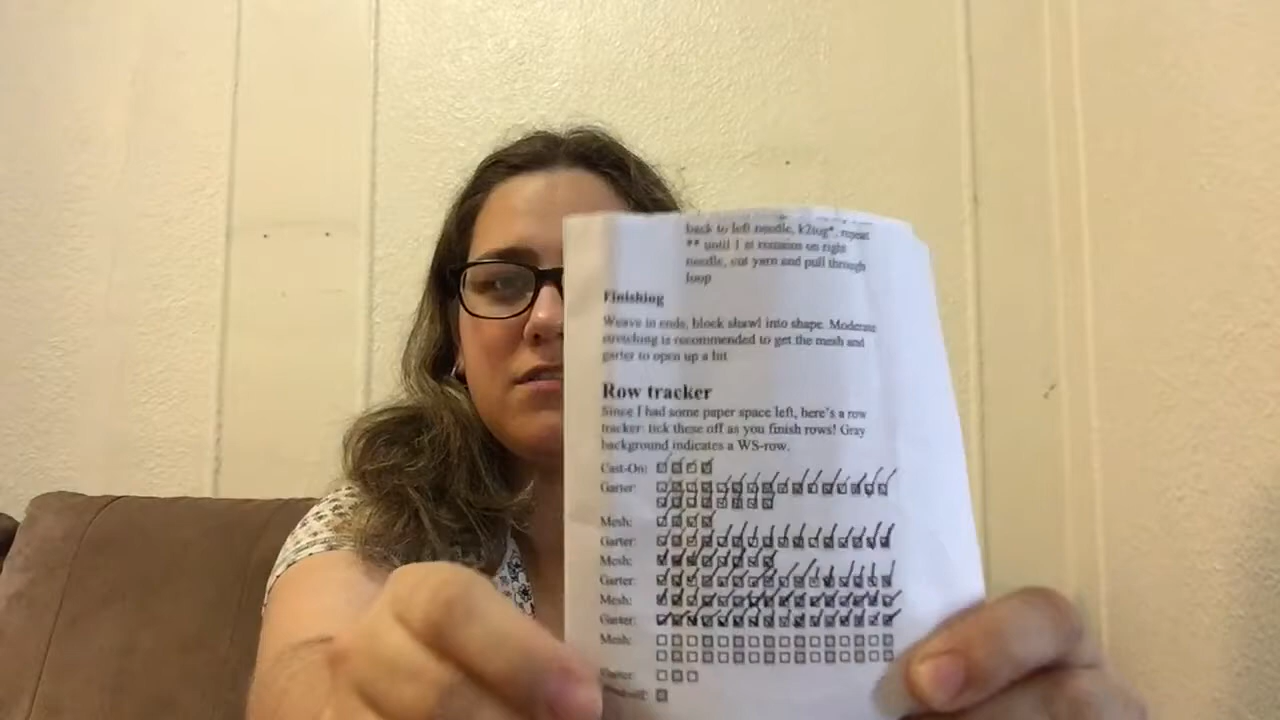 back to left needle, k2tog*, repeat
** until 1 st remains on right
needle, cut yarn and pull through
loop
Finishing
Weave in ends, block shawl into shape. Moderate
stretching is recommended to get the mesh and
garter to open up a bit
Row tracker
Since I had some paper space left, here's a row
tracker: tick these off as you finish rows! Gray
background indicates a WS-row.
Cast-On:
Garter:
Mesh:
Garter:
Mesh:
Garter:
Mesh:
Garter:
Mesh:
Garter: